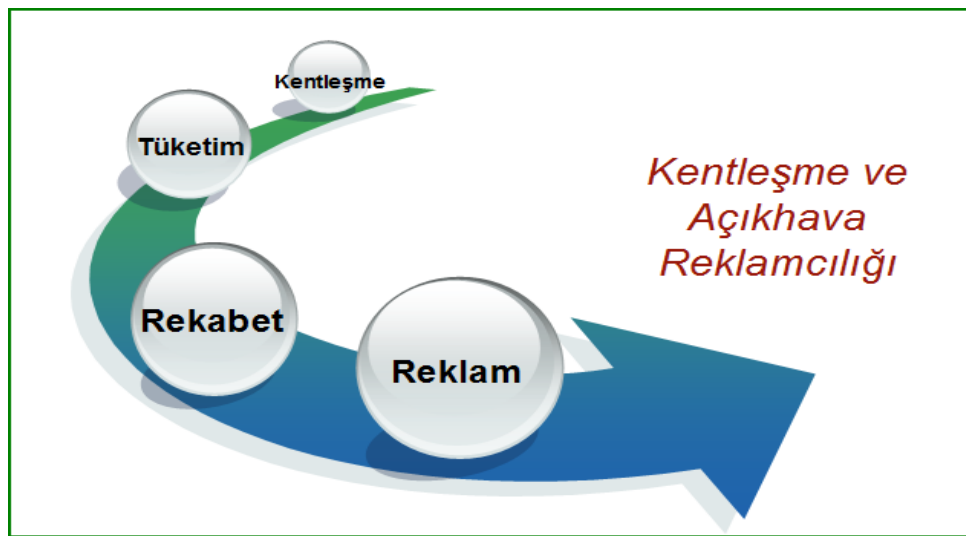 Kentleşme
Tüketim
Rekabet
Reklam
Kentleşme ve
Açıkhava
Reklamcılığı